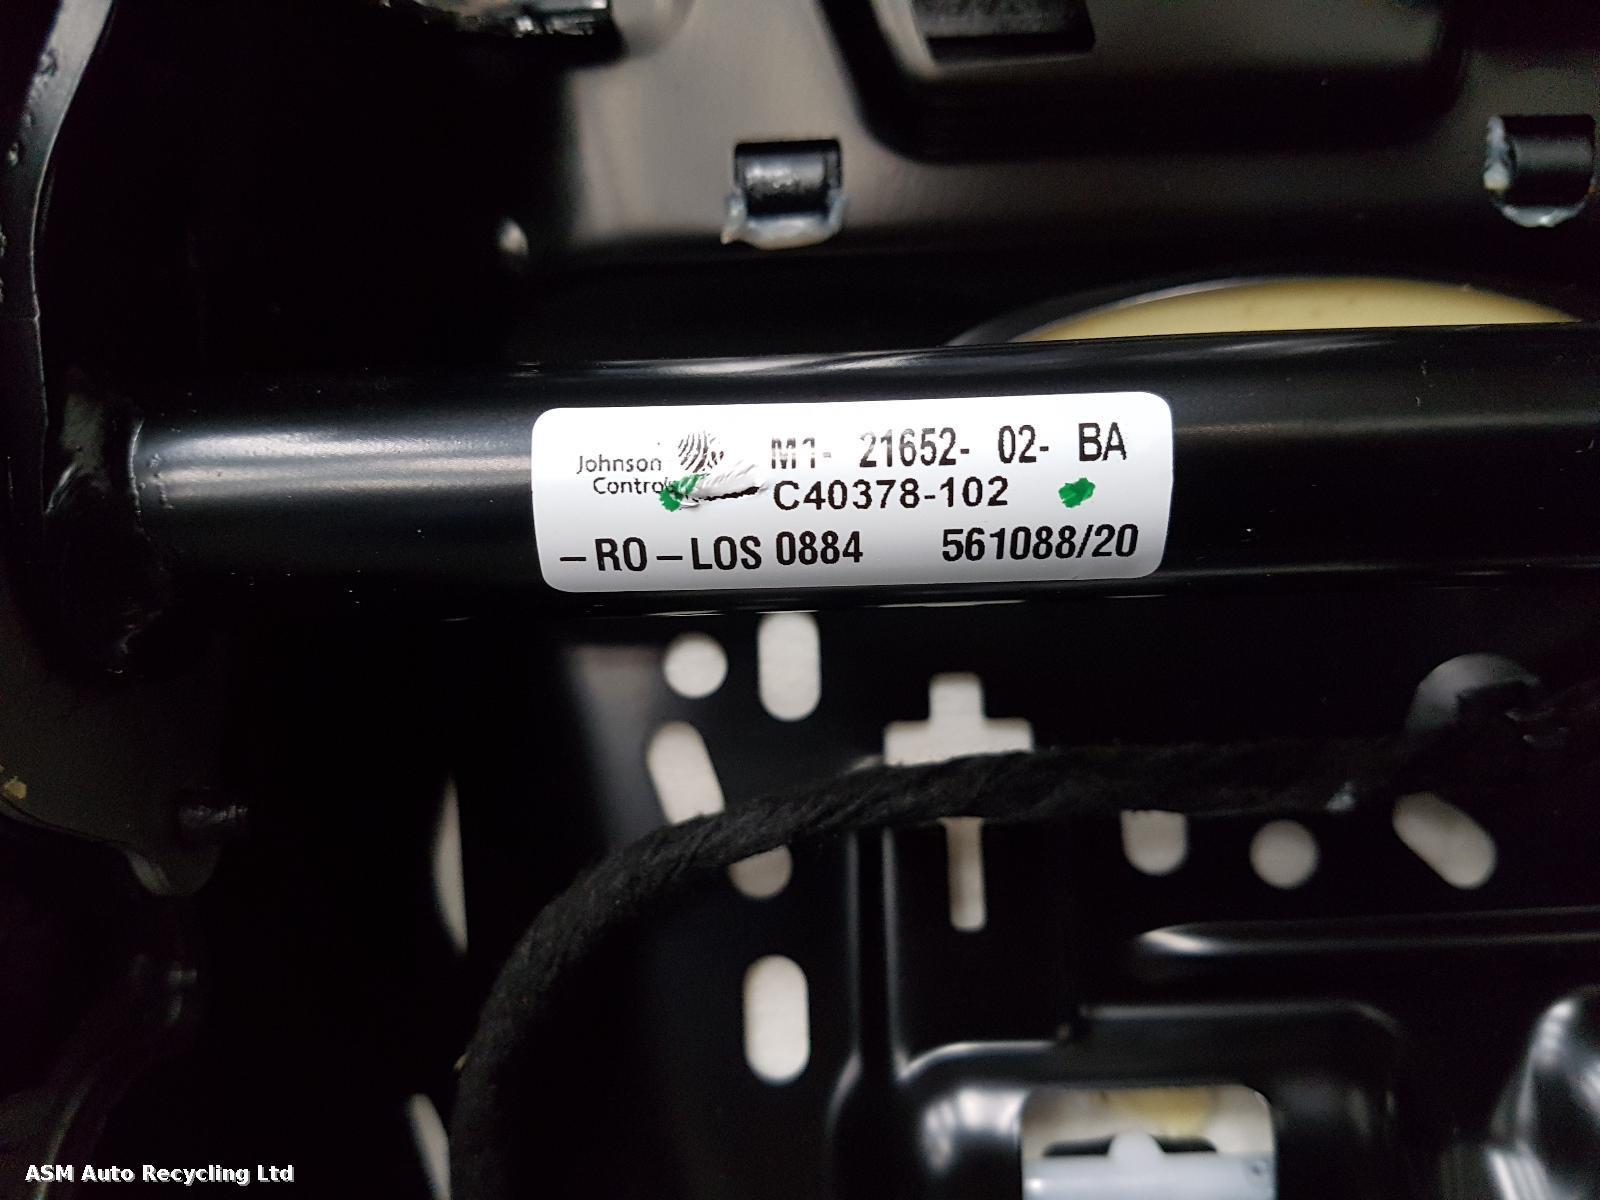 Johnson
Controls
M1- 21652- 02- BA
C40378-102
–RO–LOS 0884 561088/20
ASM Auto Recycling Ltd